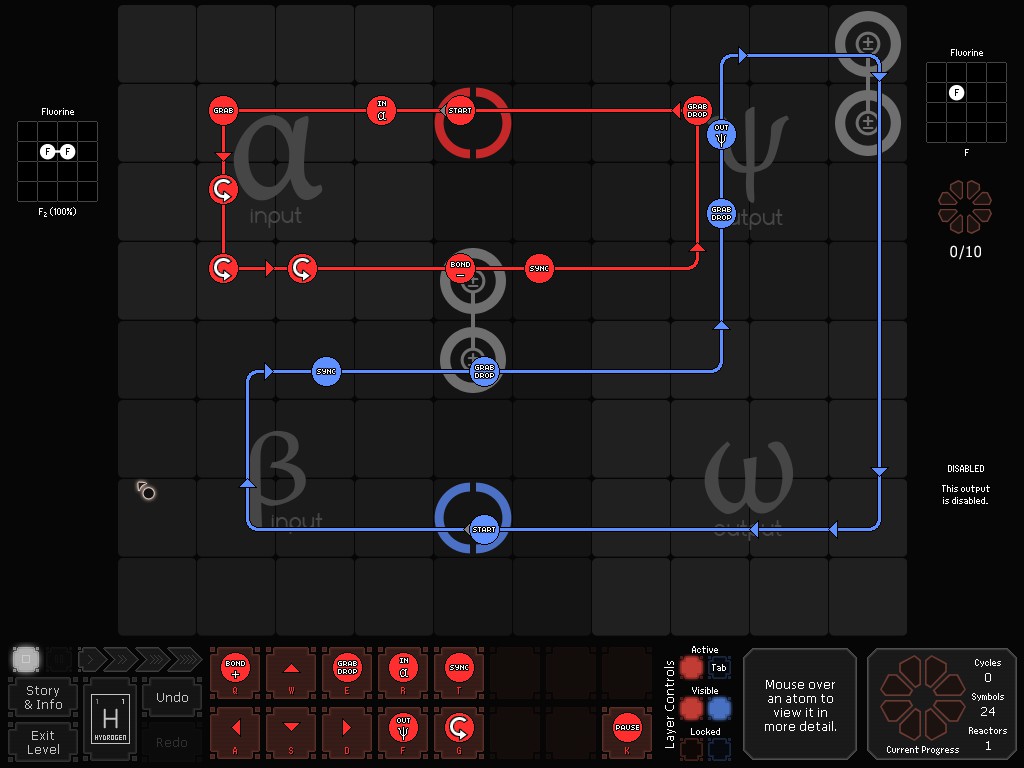 Fluorine
F F
F₂ (100%)
GRAB
IN
α
START
GRAB
DROP
OUT
Ψ
GRAB
DROP
α
input
ψ
output
BOND
−
SYNC
±
±
±
±
SYNC
GRAB
DROP
START
β
input
ω
output
Fluorine
F
F
0/10
DISABLED
This output
is disabled.
Story
& Info
Exit
Level
1 1
H
HYDROGEN
Undo
Redo
BOND
+
Q
W
GRAB
DROP
E
IN
α
R
SYNC
T
A
S
D
OUT
Ψ
F
G
PAUSE
K
Layer Controls
Active
Tab
Visible
Locked
Mouse over
an atom to
view it in
more detail.
Cycles
0
Symbols
24
Reactors
1
Current Progress